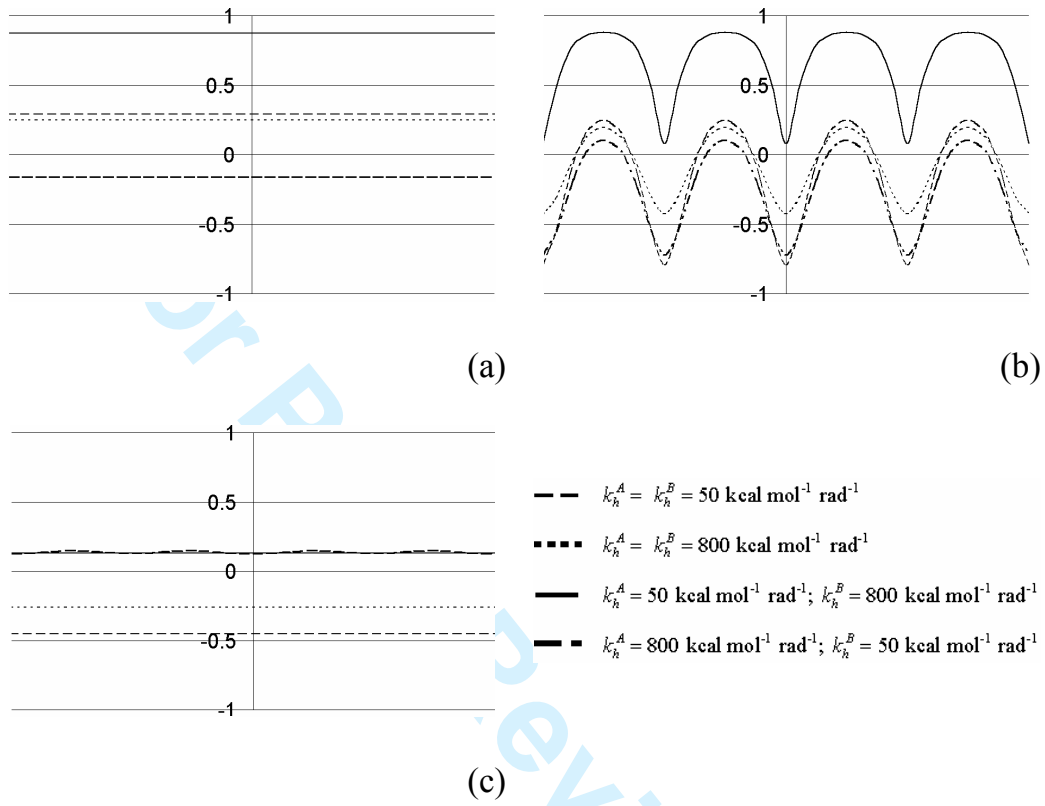 1
0.5
0
-0.5
-1
(a)
1
0.5
0
-0.5
-1
(b)
1
0.5
0
-0.5
-1
(c)
k_h^A = k_h^B = 50 kcal mol⁻¹ rad⁻¹
k_h^A = k_h^B = 800 kcal mol⁻¹ rad⁻¹
k_h^A = 50 kcal mol⁻¹ rad⁻¹; k_h^B = 800 kcal mol⁻¹ rad⁻¹
k_h^A = 800 kcal mol⁻¹ rad⁻¹; k_h^B = 50 kcal mol⁻¹ rad⁻¹